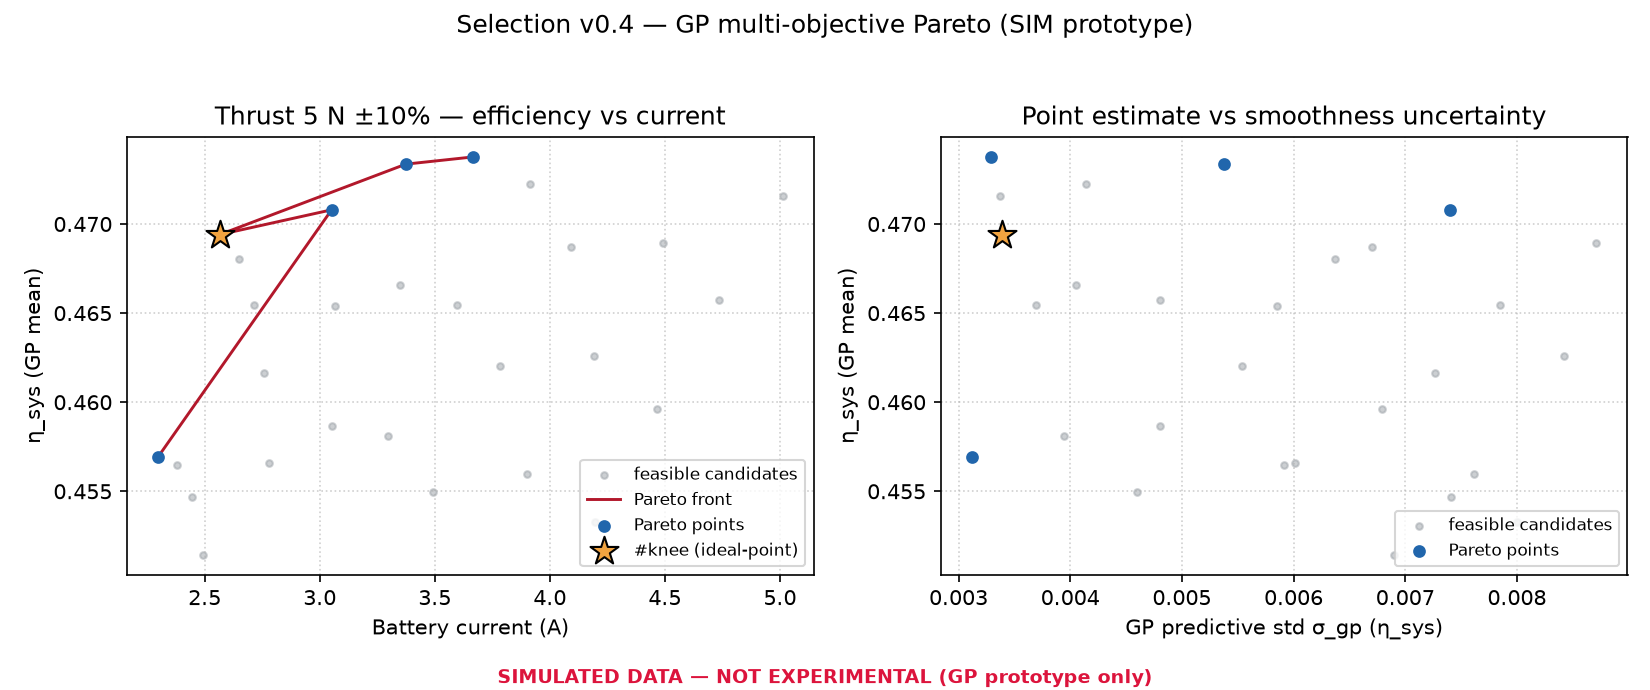 Selection v0.4 — GP multi-objective Pareto (SIM prototype)
Thrust 5 N ±10% — efficiency vs current
η_sys (GP mean)
0.470
0.465
0.460
0.455
2.5 3.0 3.5 4.0 4.5 5.0
Battery current (A)
feasible candidates
Pareto front
Pareto points
#knee (ideal-point)
Point estimate vs smoothness uncertainty
η_sys (GP mean)
0.470
0.465
0.460
0.455
0.003 0.004 0.005 0.006 0.007 0.008
GP predictive std σ_gp (η_sys)
feasible candidates
Pareto points
SIMULATED DATA — NOT EXPERIMENTAL (GP prototype only)